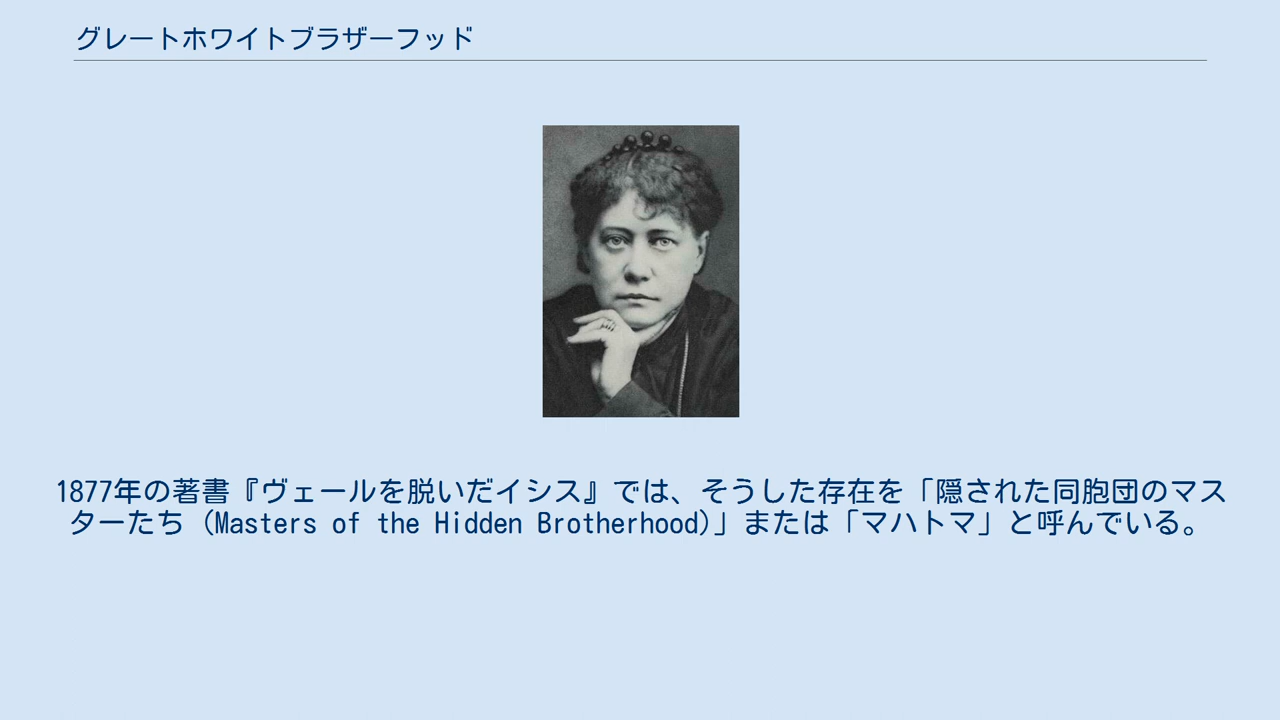 グレートホワイトブラザーフッド
1877年の著書『ヴェールを脱いだイシス』では、そうした存在を「隠された同胞団のマス
ターたち (Masters of the Hidden Brotherhood)」または「マハトマ」と呼んでいる。